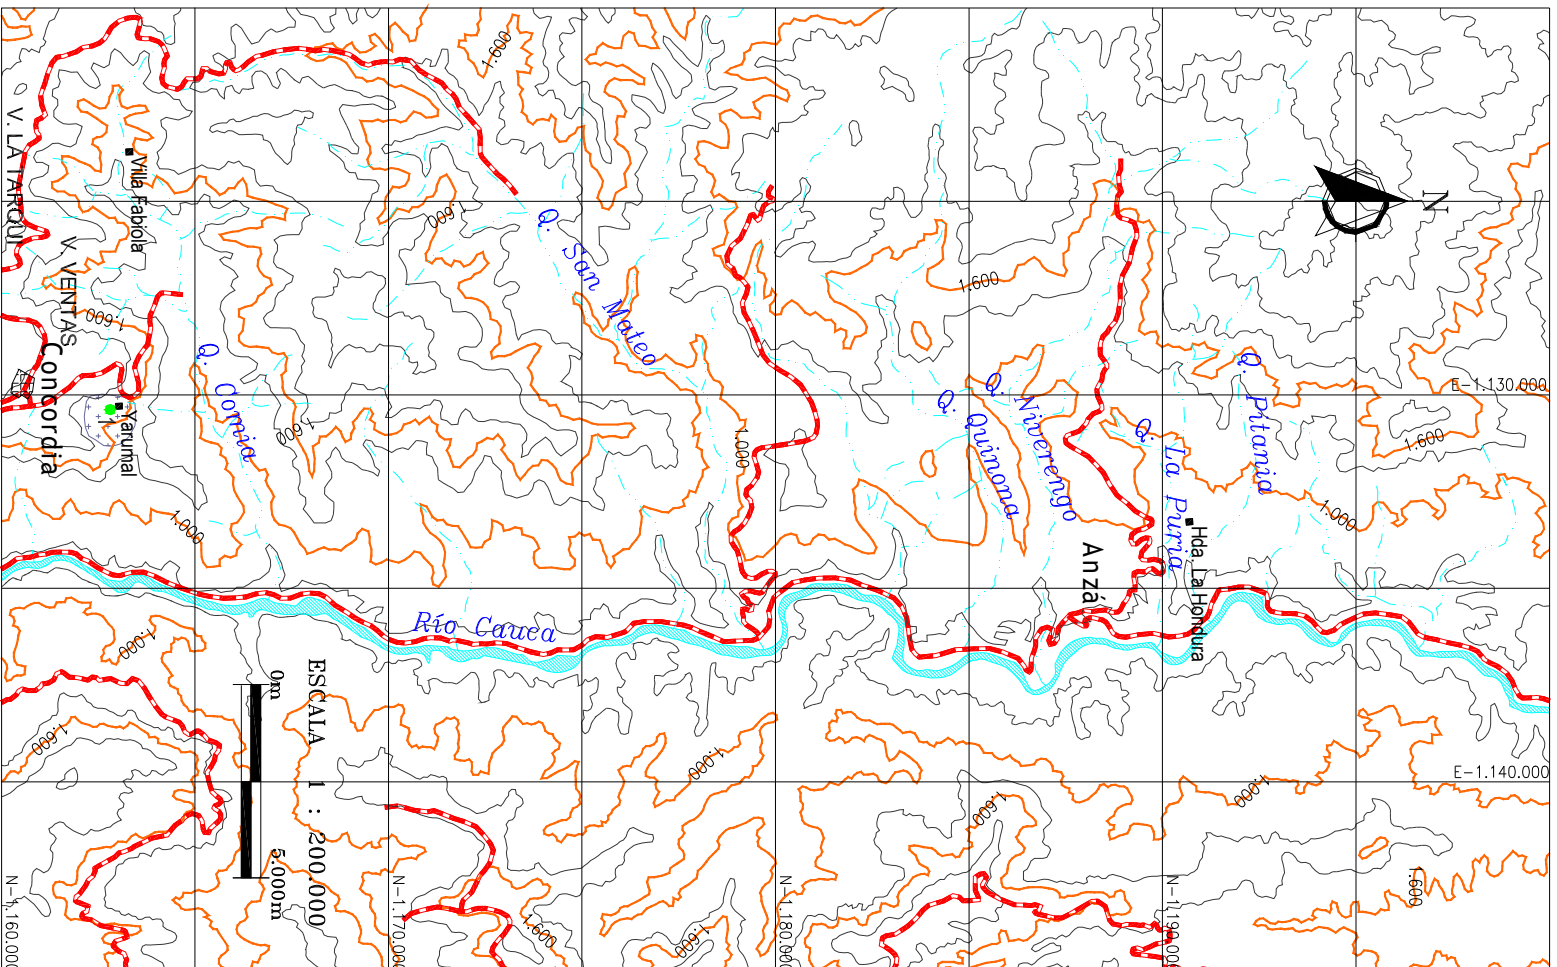 N
E-1.130.000
E-1.140.000
N-1.160.000
N-1.170.000
N-1.180.000
N-1.190.000
V. LA TARQUI
V. VENTAS
Villa Fabiola
Concordia
Yarumal
1
Q. Comia
Q. San Mateo
Q. Niverengo
Q. Quinona
Q. La Puria
Q. Pitania
Hda. La Hondura
Anzá
Río Cauca
ESCALA 1 : 200.000
0m
5.000m
1.600
1.600
1.600
1.600
1.600
1.600
1.000
1.000
1.000
1.000
1.600
1.000
1.000
1.600
1.600
1.600
1.600